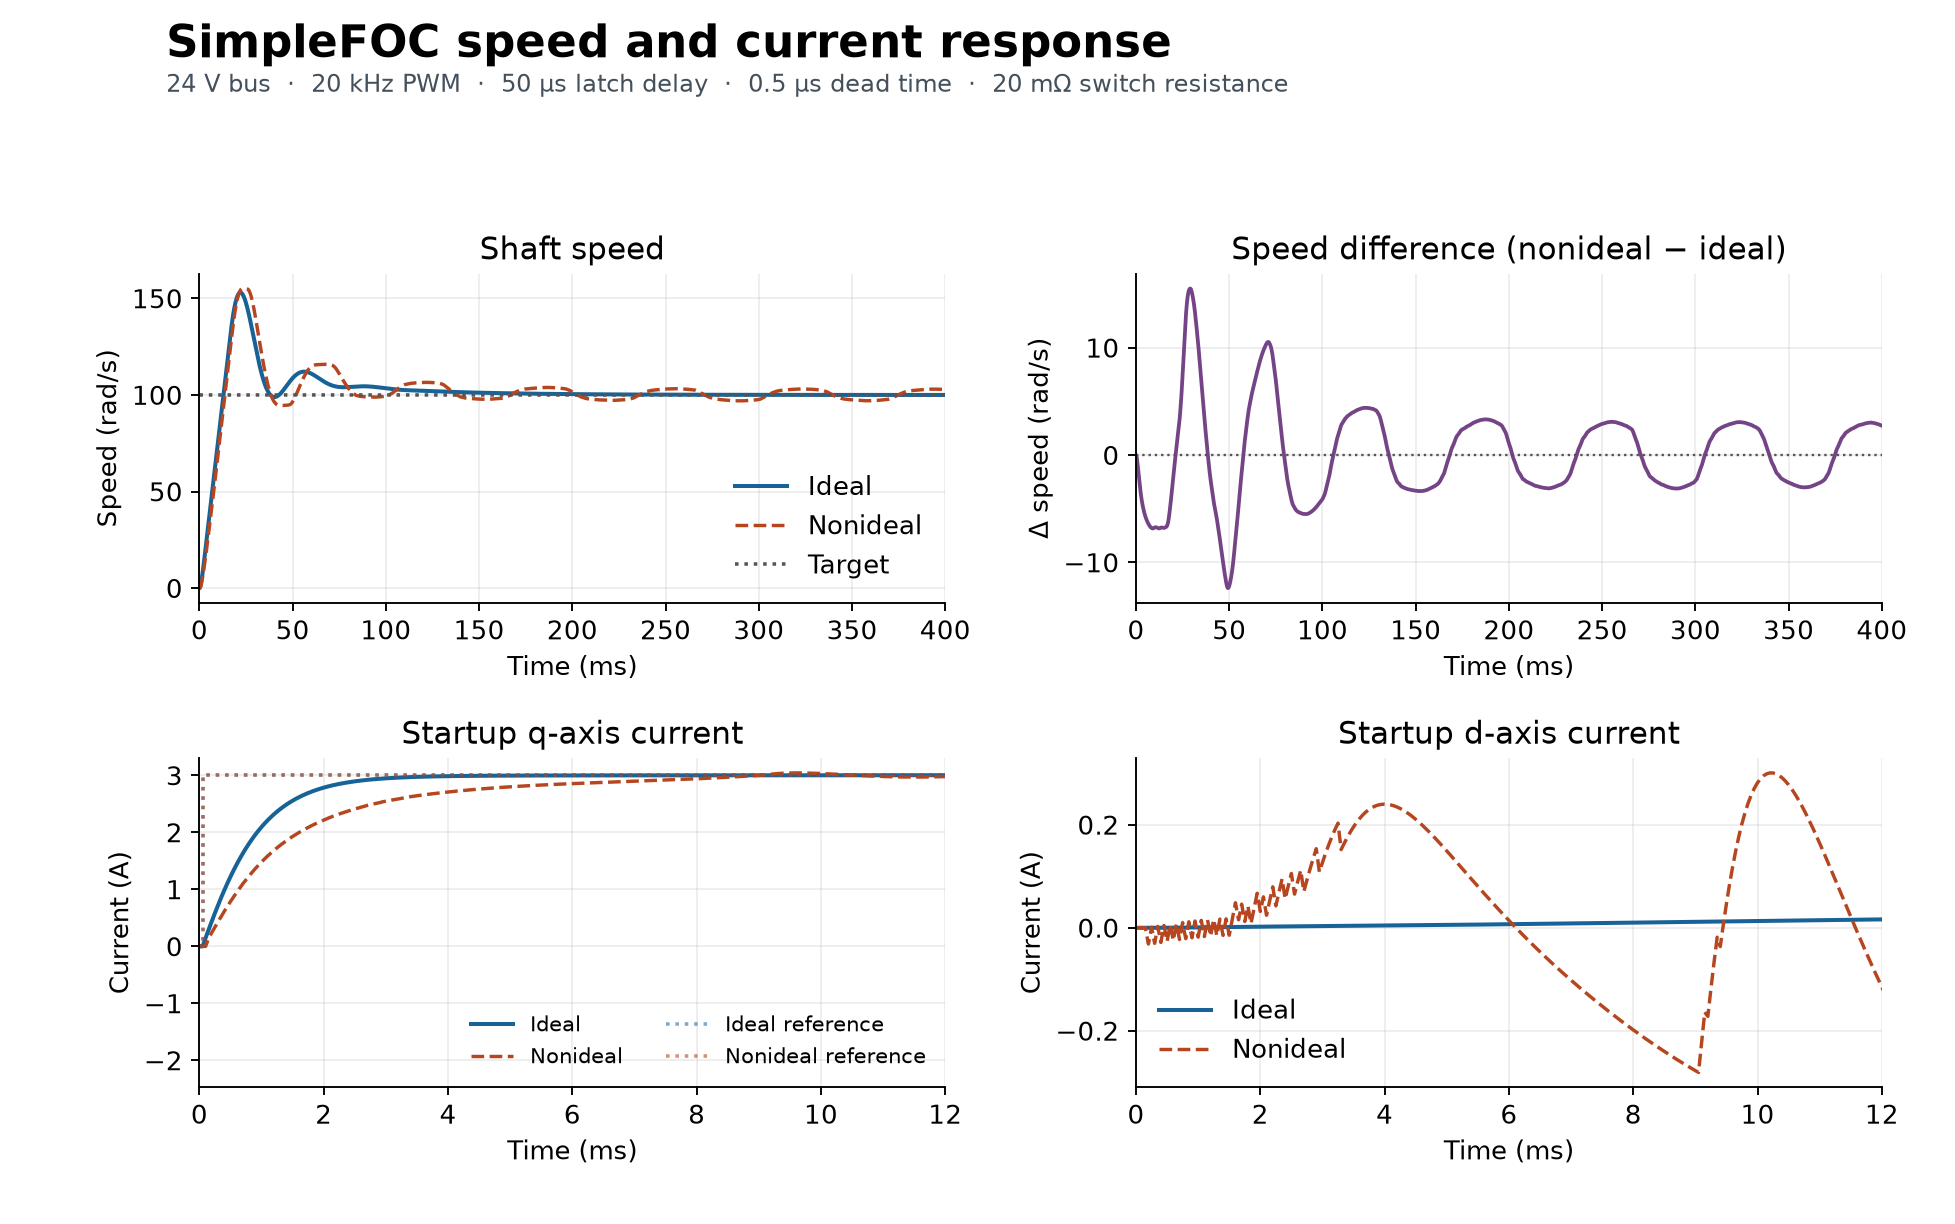 SimpleFOC speed and current response
24 V bus · 20 kHz PWM · 50 µs latch delay · 0.5 µs dead time · 20 mΩ switch resistance
Shaft speed
150
100
50
0
Speed (rad/s)
Ideal
Nonideal
Target
0 50 100 150 200 250 300 350 400
Time (ms)
Speed difference (nonideal − ideal)
10
0
−10
Δ speed (rad/s)
0 50 100 150 200 250 300 350 400
Time (ms)
Startup q-axis current
3
2
1
0
−1
−2
Current (A)
Ideal
Nonideal
Ideal reference
Nonideal reference
0 2 4 6 8 10 12
Time (ms)
Startup d-axis current
0.2
0.0
−0.2
Current (A)
Ideal
Nonideal
0 2 4 6 8 10 12
Time (ms)